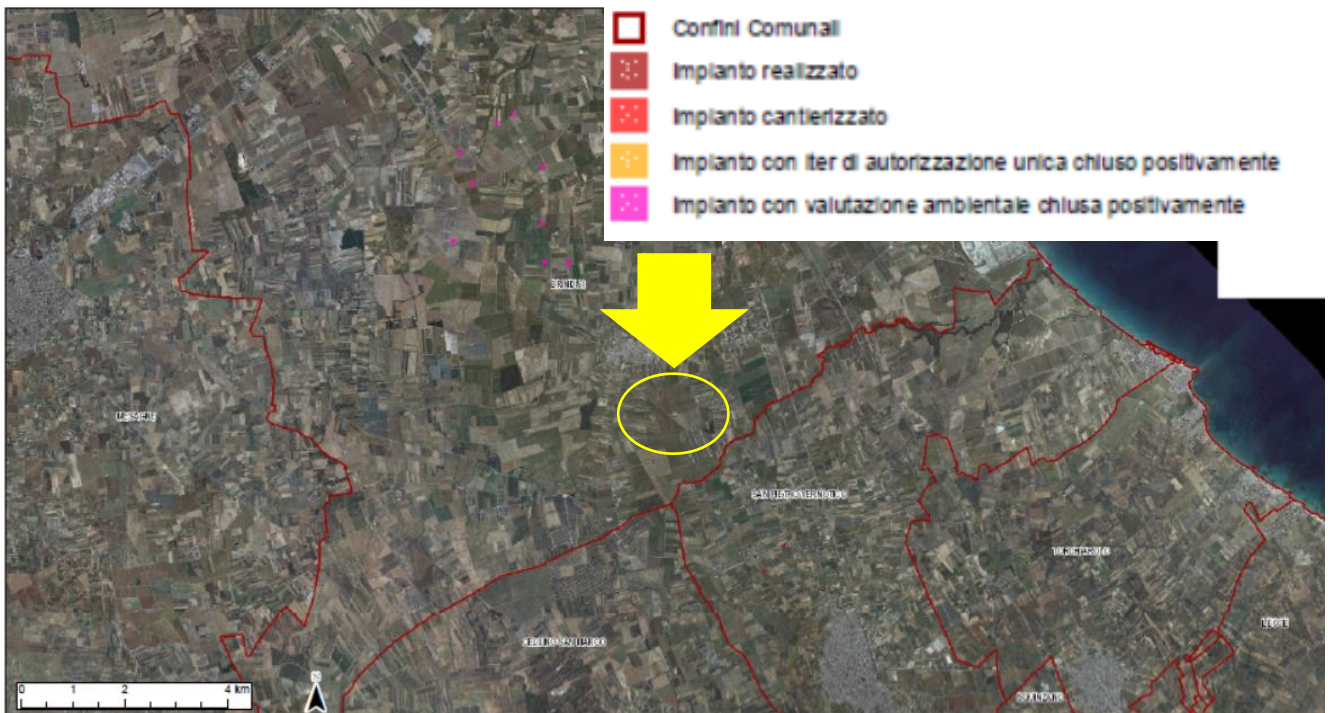 Confini Comunali
Impianto realizzato
Impianto cantierizzato
Impianto con iter di autorizzazione unica chiuso positivamente
Impianto con valutazione ambientale chiusa positivamente
BRINDISI
MESAGNE
SAN PIETRO VERNOTICO
TORCHIAROLO
CELLINO SAN MARCO
LECCE
SQUINZANO
0 1 2 4 km